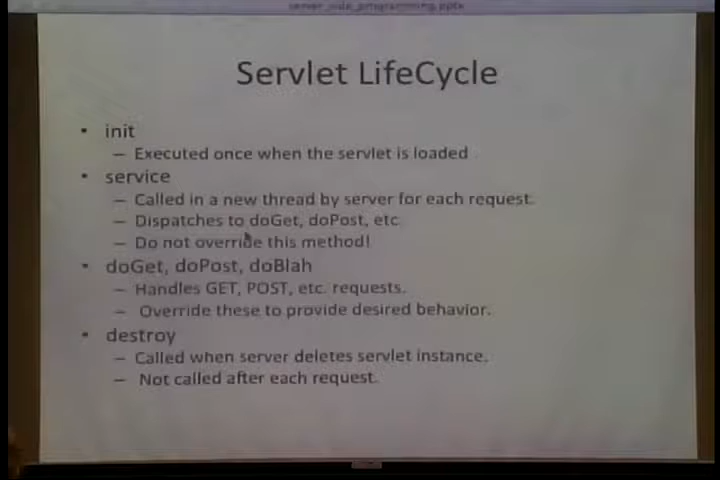 server_side_programming.pptx
Servlet LifeCycle
• init
– Executed once when the servlet is loaded
• service
– Called in a new thread by server for each request.
– Dispatches to doGet, doPost, etc
– Do not override this method!
• doGet, doPost, doBlah
– Handles GET, POST, etc. requests.
– Override these to provide desired behavior.
• destroy
– Called when server deletes servlet instance.
– Not called after each request.